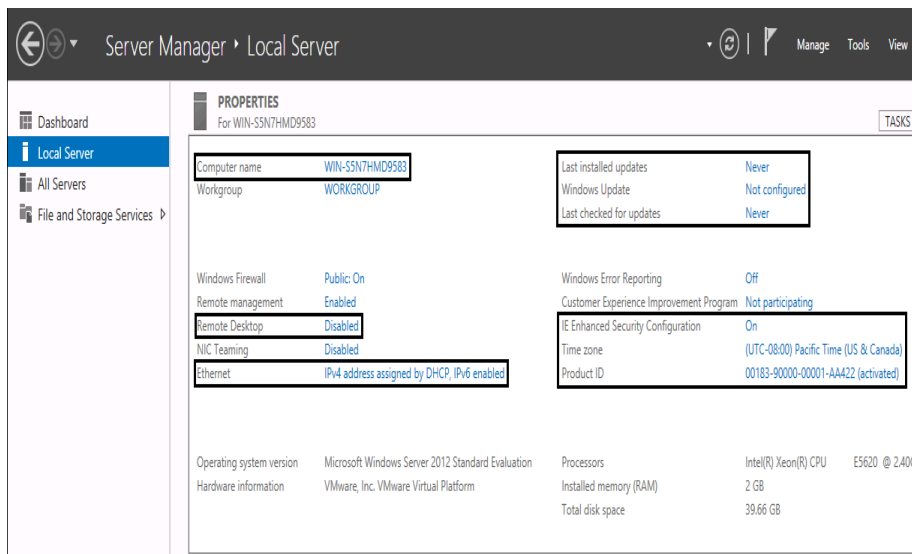 Server Manager ‣ Local Server
Manage Tools View
Dashboard
Local Server
All Servers
File and Storage Services
PROPERTIES
For WIN-S5N7HMD9583
TASKS
Computer name WIN-S5N7HMD9583
Workgroup WORKGROUP
Last installed updates Never
Windows Update Not configured
Last checked for updates Never
Windows Firewall Public: On
Remote management Enabled
Remote Desktop Disabled
NIC Teaming Disabled
Ethernet IPv4 address assigned by DHCP, IPv6 enabled
Windows Error Reporting Off
Customer Experience Improvement Program Not participating
IE Enhanced Security Configuration On
Time zone (UTC-08:00) Pacific Time (US & Canada)
Product ID 00183-90000-00001-AA422 (activated)
Operating system version Microsoft Windows Server 2012 Standard Evaluation
Hardware information VMware, Inc. VMware Virtual Platform
Processors Intel(R) Xeon(R) CPU E5620 @ 2.40
Installed memory (RAM) 2 GB
Total disk space 39.66 GB